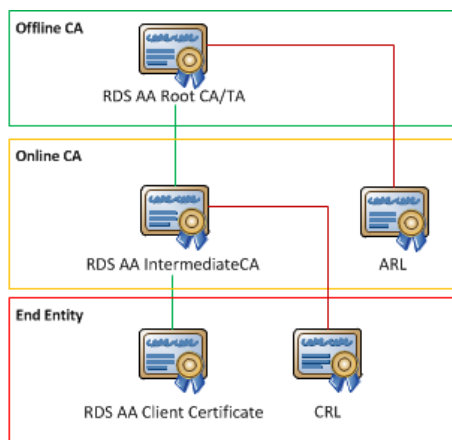 Offline CA
RDS AA Root CA/TA
Online CA
RDS AA IntermediateCA
ARL
End Entity
RDS AA Client Certificate
CRL